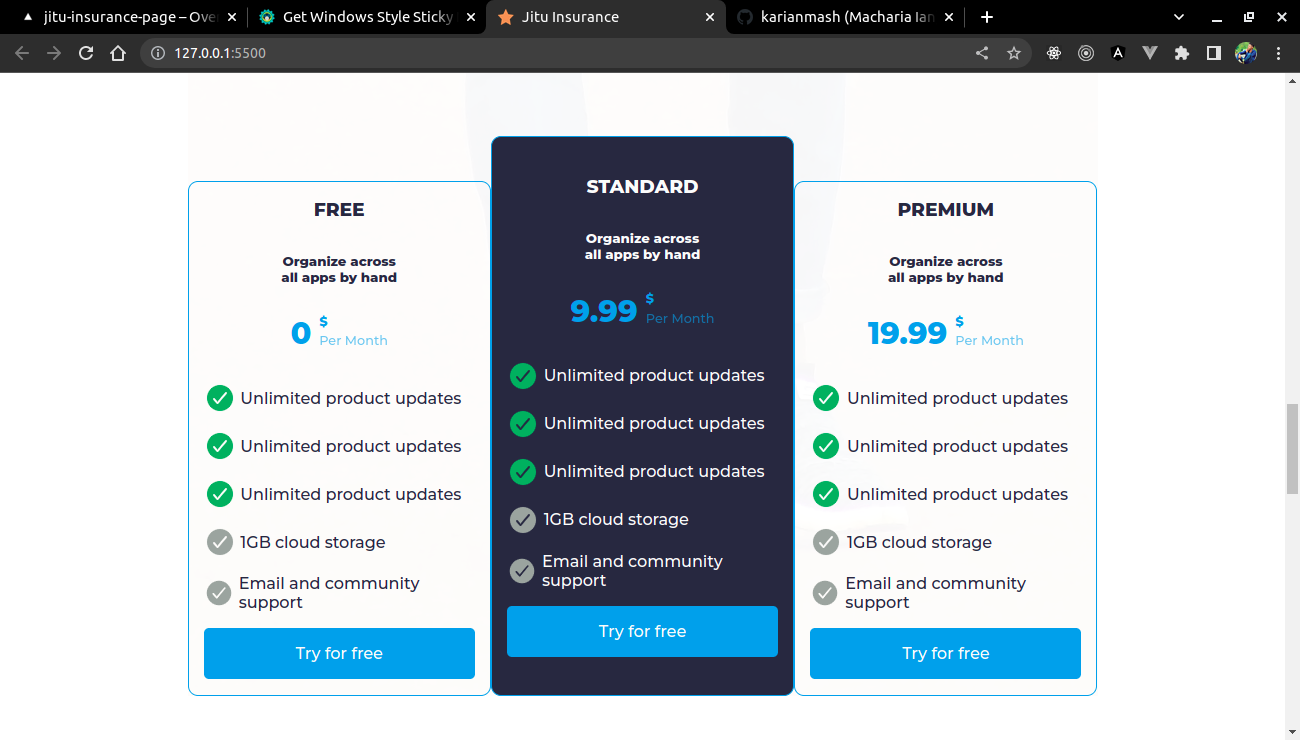 jitu-insurance-page – Ove
Get Windows Style Sticky
Jitu Insurance
karianmash (Macharia Ian
127.0.0.1:5500
FREE
Organize across
all apps by hand
0 $
Per Month
Unlimited product updates
Unlimited product updates
Unlimited product updates
1GB cloud storage
Email and community
support
Try for free
STANDARD
Organize across
all apps by hand
9.99 $
Per Month
Unlimited product updates
Unlimited product updates
Unlimited product updates
1GB cloud storage
Email and community
support
Try for free
PREMIUM
Organize across
all apps by hand
19.99 $
Per Month
Unlimited product updates
Unlimited product updates
Unlimited product updates
1GB cloud storage
Email and community
support
Try for free